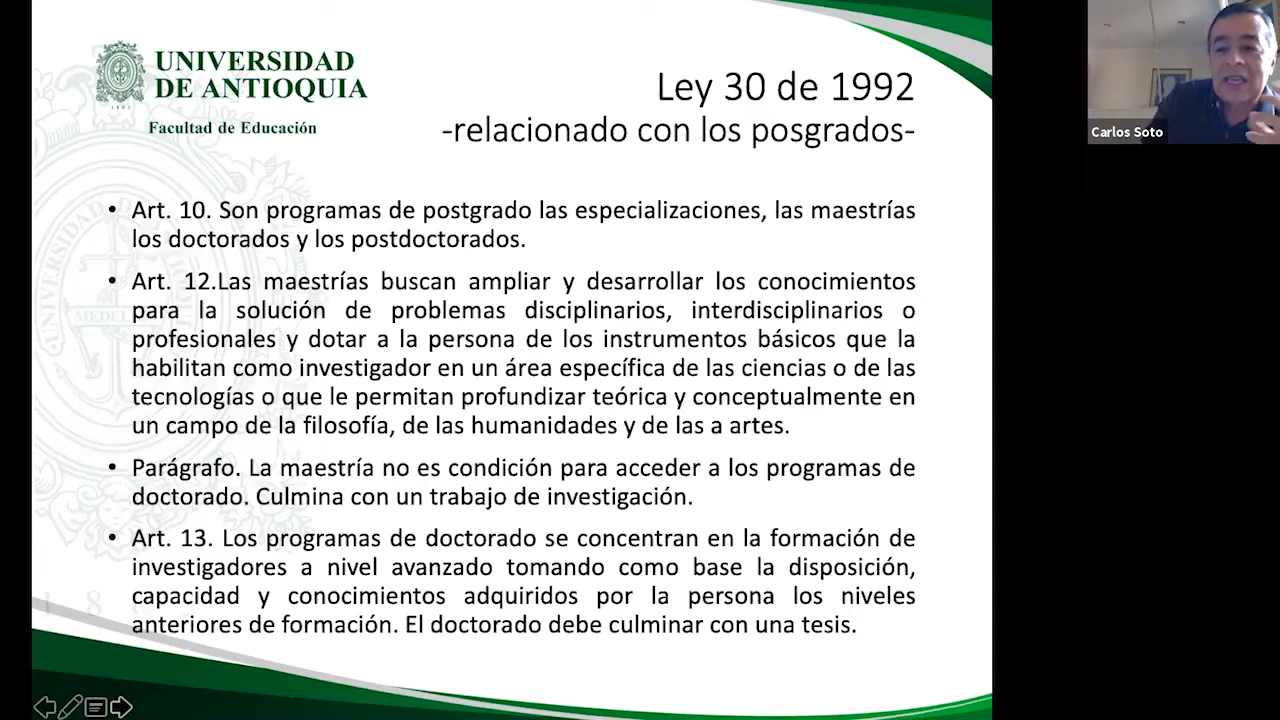 UNIVERSIDAD
DE ANTIOQUIA
Facultad de Educación
Ley 30 de 1992
-relacionado con los posgrados-
Carlos Soto
• Art. 10. Son programas de postgrado las especializaciones, las maestrías
los doctorados y los postdoctorados.
• Art. 12.Las maestrías buscan ampliar y desarrollar los conocimientos
para la solución de problemas disciplinarios, interdisciplinarios o
profesionales y dotar a la persona de los instrumentos básicos que la
habilitan como investigador en un área específica de las ciencias o de las
tecnologías o que le permitan profundizar teórica y conceptualmente en
un campo de la filosofía, de las humanidades y de las a artes.
• Parágrafo. La maestría no es condición para acceder a los programas de
doctorado. Culmina con un trabajo de investigación.
• Art. 13. Los programas de doctorado se concentran en la formación de
investigadores a nivel avanzado tomando como base la disposición,
capacidad y conocimientos adquiridos por la persona los niveles
anteriores de formación. El doctorado debe culminar con una tesis.